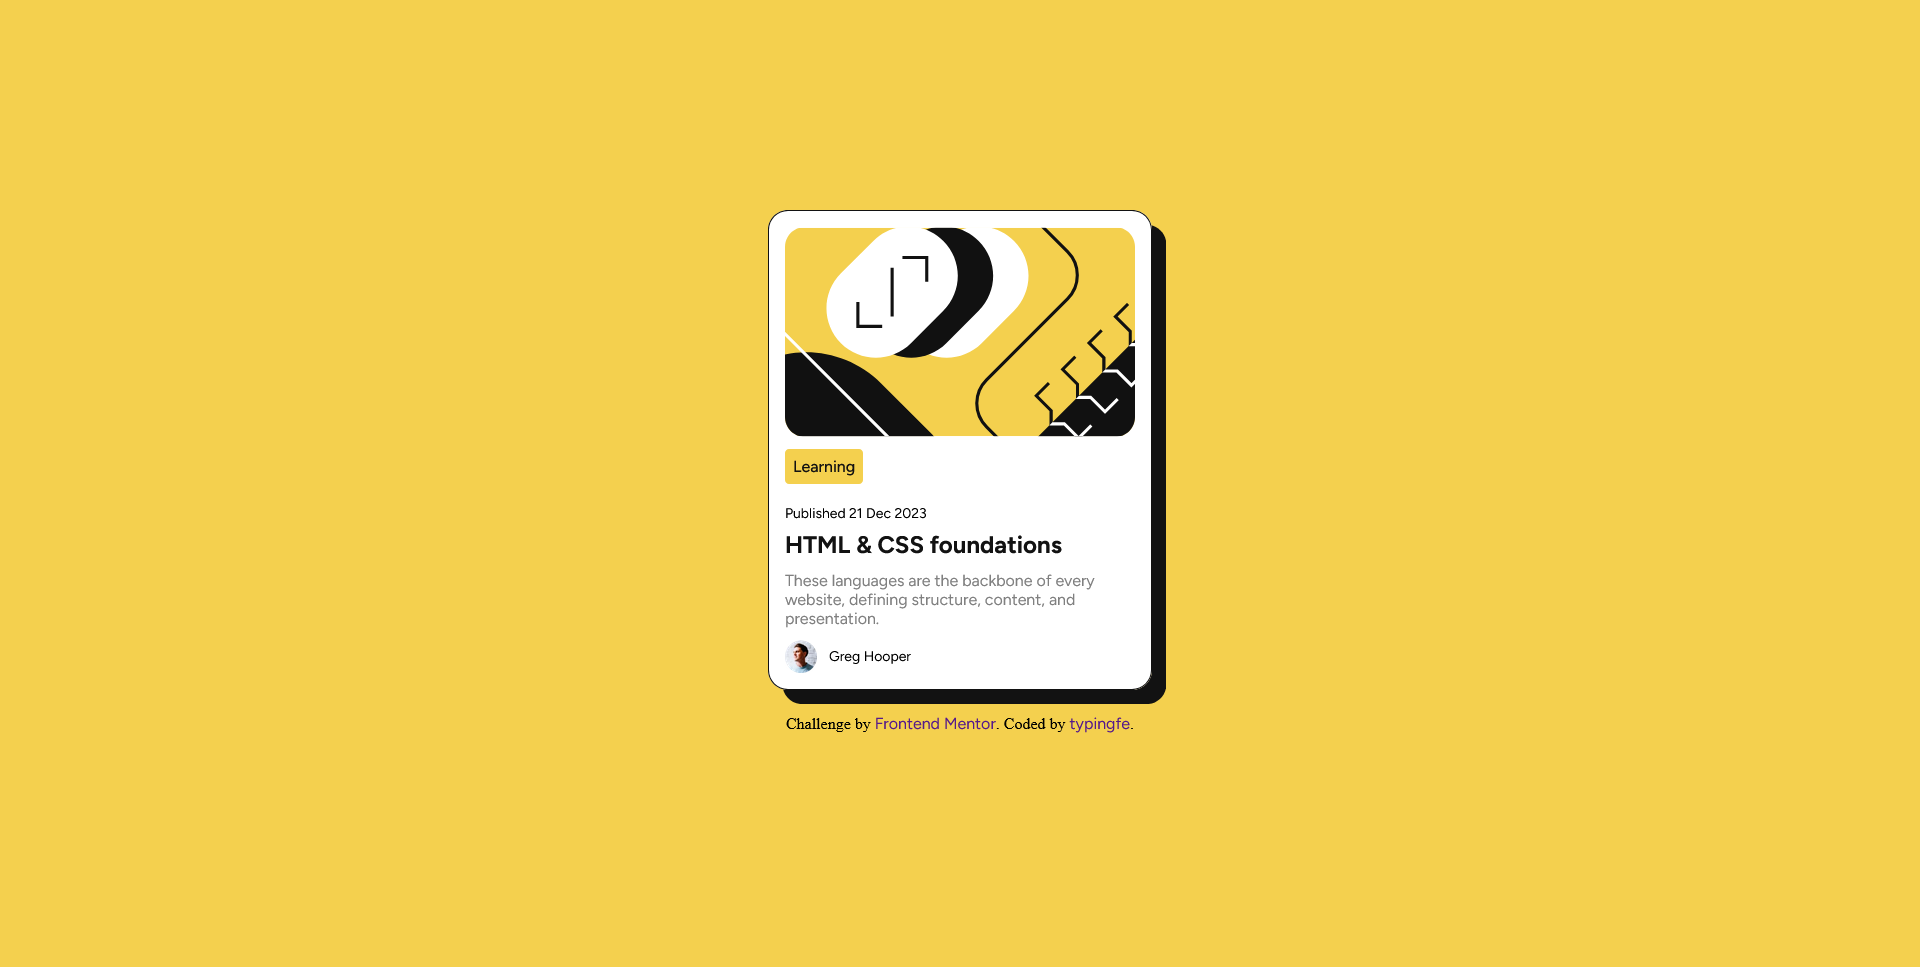 Learning
Published 21 Dec 2023
HTML & CSS foundations
These languages are the backbone of every
website, defining structure, content, and
presentation.
Greg Hooper
Challenge by Frontend Mentor. Coded by typingfe.